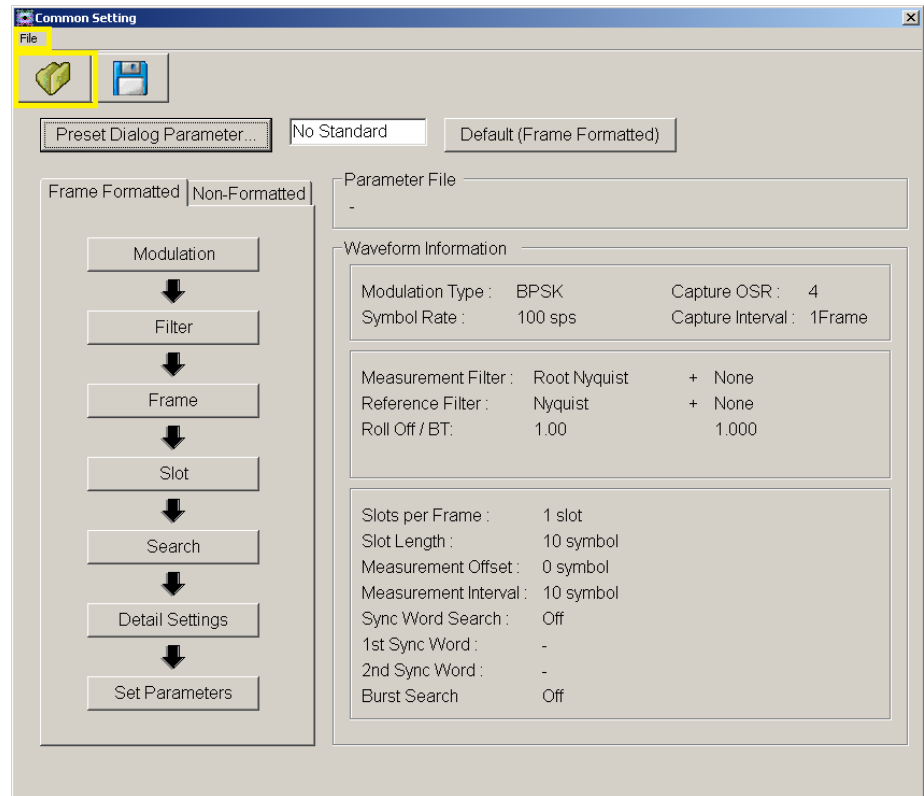 Common Setting
File
Preset Dialog Parameter...
No Standard
Default (Frame Formatted)
Frame Formatted
Non-Formatted
Modulation
Filter
Frame
Slot
Search
Detail Settings
Set Parameters
Parameter File
-
Waveform Information
Modulation Type : BPSK Capture OSR : 4
Symbol Rate : 100 sps Capture Interval : 1Frame
Measurement Filter : Root Nyquist + None
Reference Filter : Nyquist + None
Roll Off / BT: 1.00 1.000
Slots per Frame : 1 slot
Slot Length : 10 symbol
Measurement Offset : 0 symbol
Measurement Interval : 10 symbol
Sync Word Search : Off
1st Sync Word : -
2nd Sync Word : -
Burst Search Off